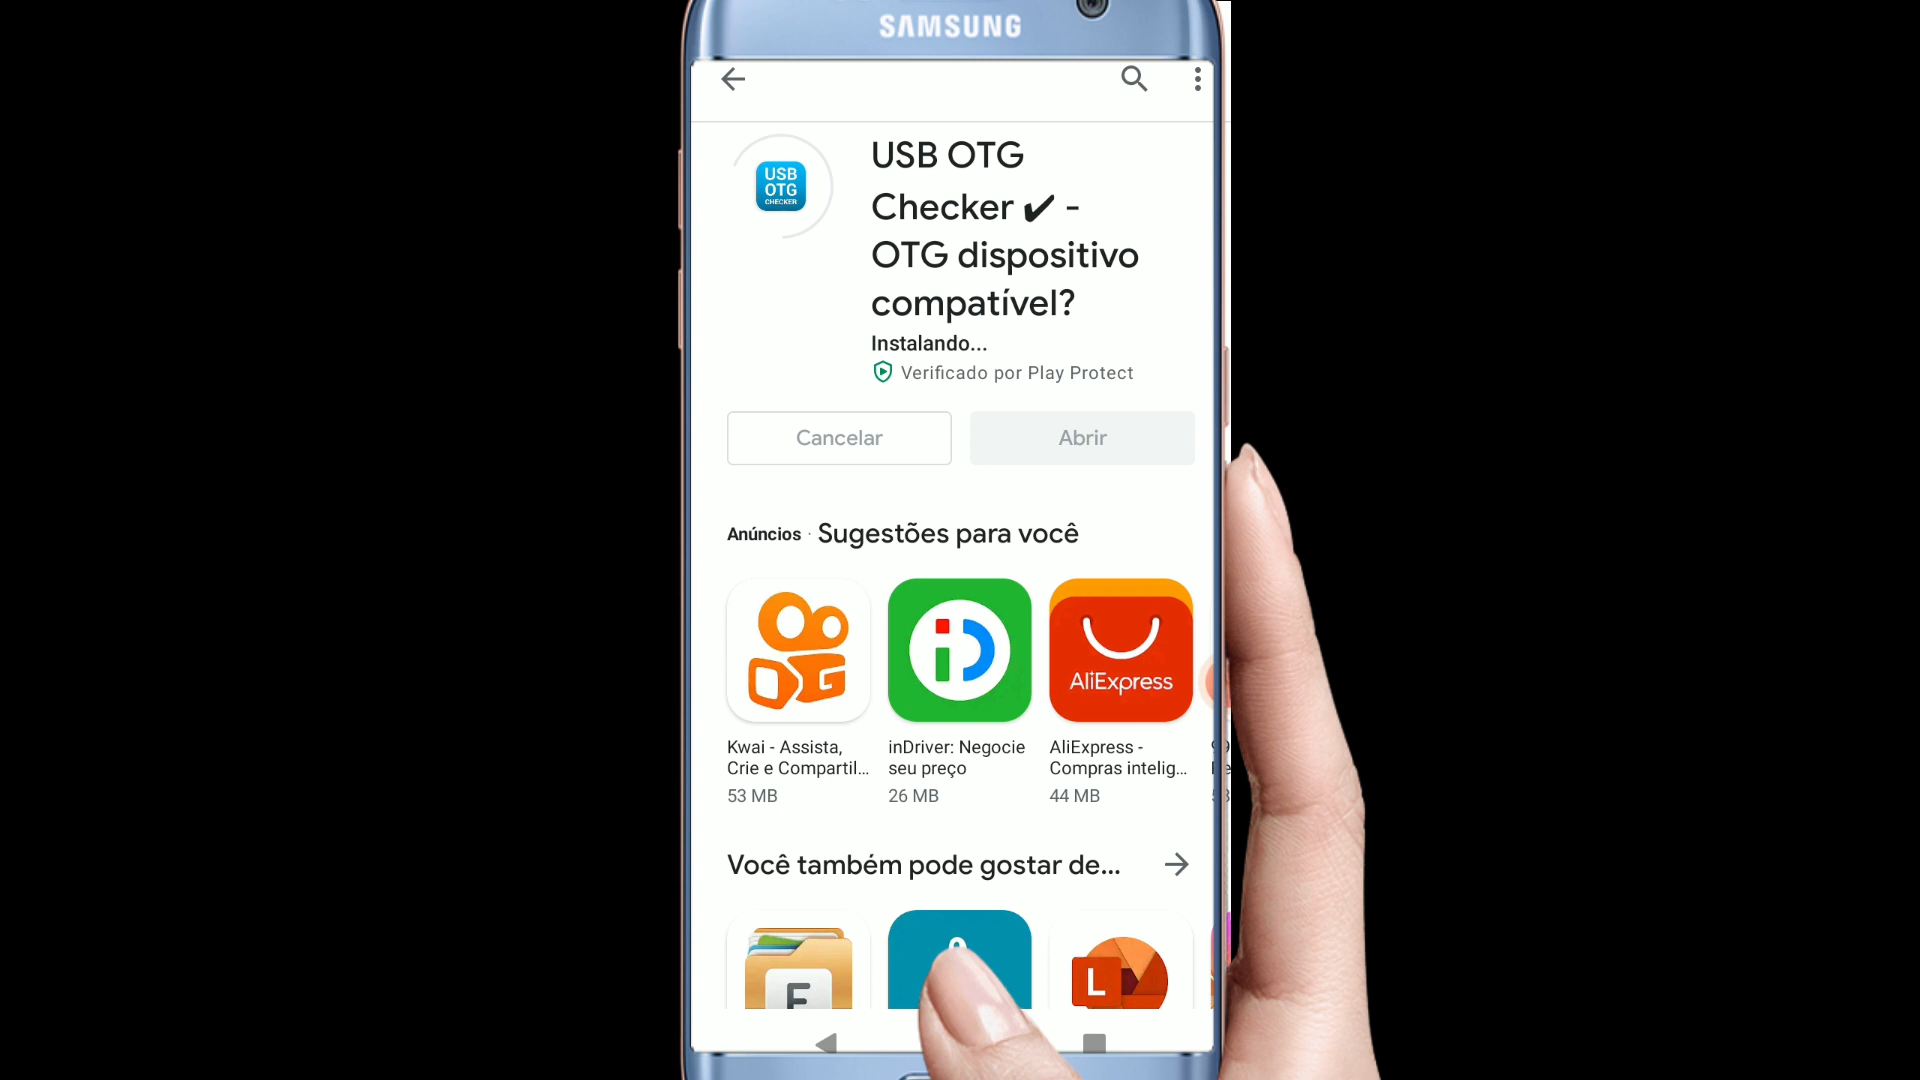 SAMSUNG
USB
OTG
CHECKER
USB OTG
Checker ✔ -
OTG dispositivo
compatível?
Instalando...
Verificado por Play Protect
Cancelar
Abrir
Anúncios · Sugestões para você
iD
AliExpress
Kwai - Assista,
Crie e Compartil...
53 MB
inDriver: Negocie
seu preço
26 MB
AliExpress -
Compras intelig...
44 MB
Você também pode gostar de...
F
L